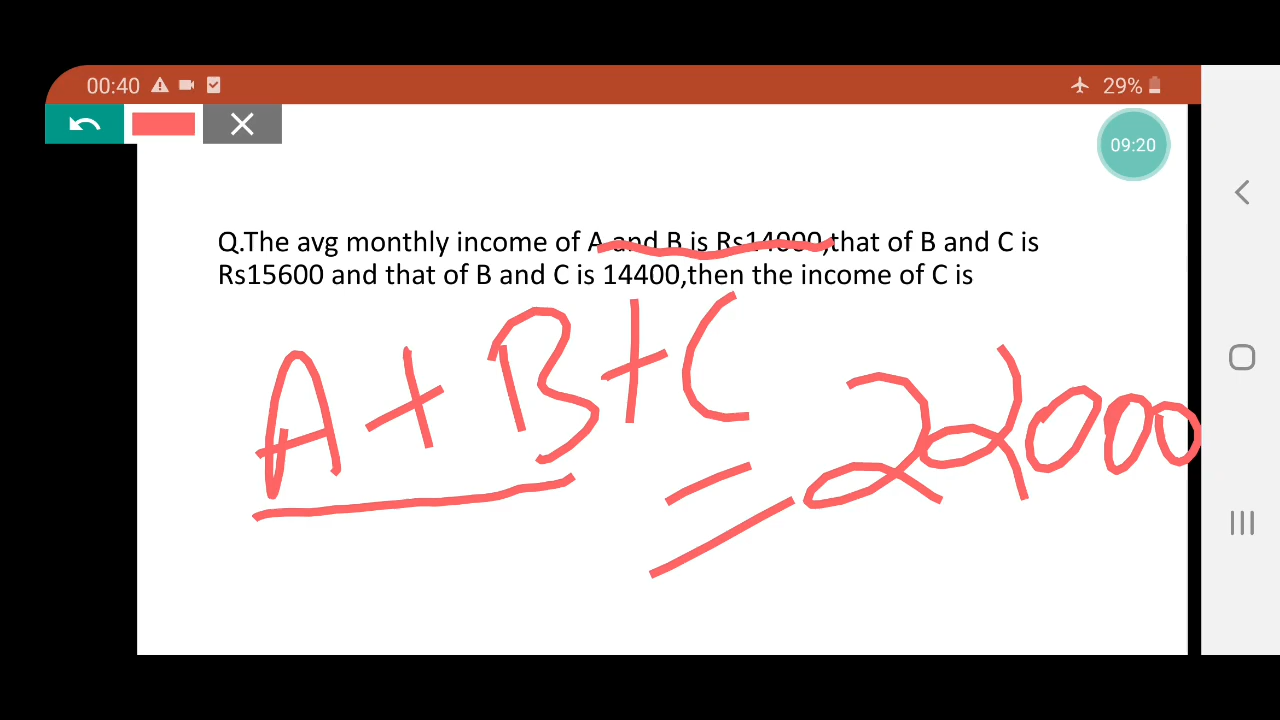 00:40
29%
09:20
Q.The avg monthly income of A and B is Rs14000,that of B and C is
Rs15600 and that of B and C is 14400,then the income of C is
A+B+C
= 22000